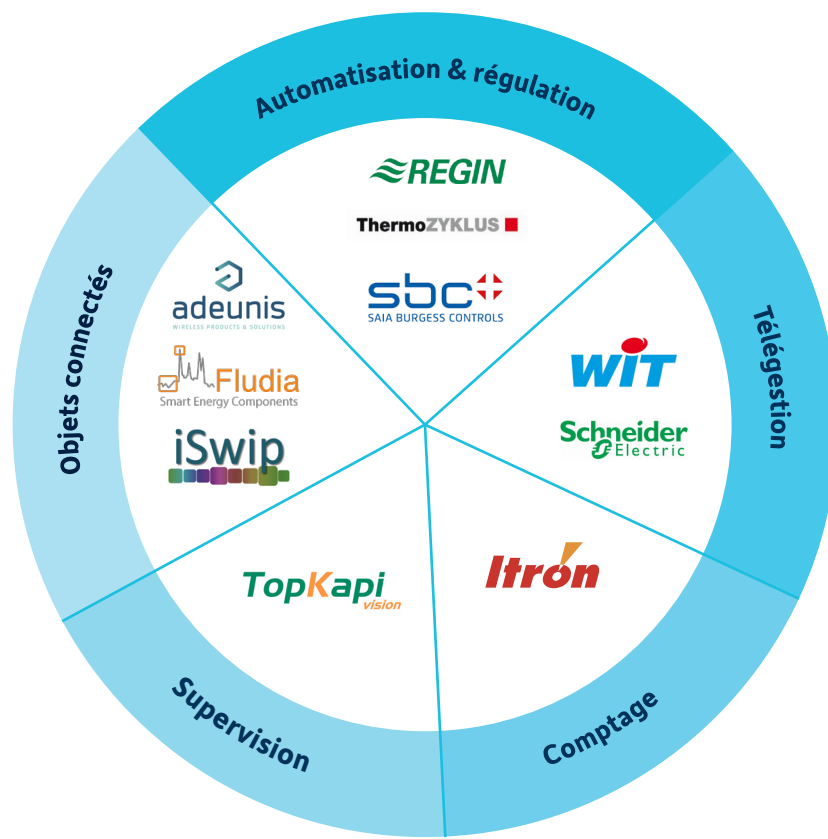 Automatisation & régulation
REGIN
ThermoZYKLUS
sbc
SAIA BURGESS CONTROLS
Télégestion
WIT
Schneider
Electric
Comptage
Itron
Supervision
TopKapi
vision
Objets connectés
adeunis
WIRELESS PRODUCTS & SOLUTIONS
Fludia
Smart Energy Components
iSwip